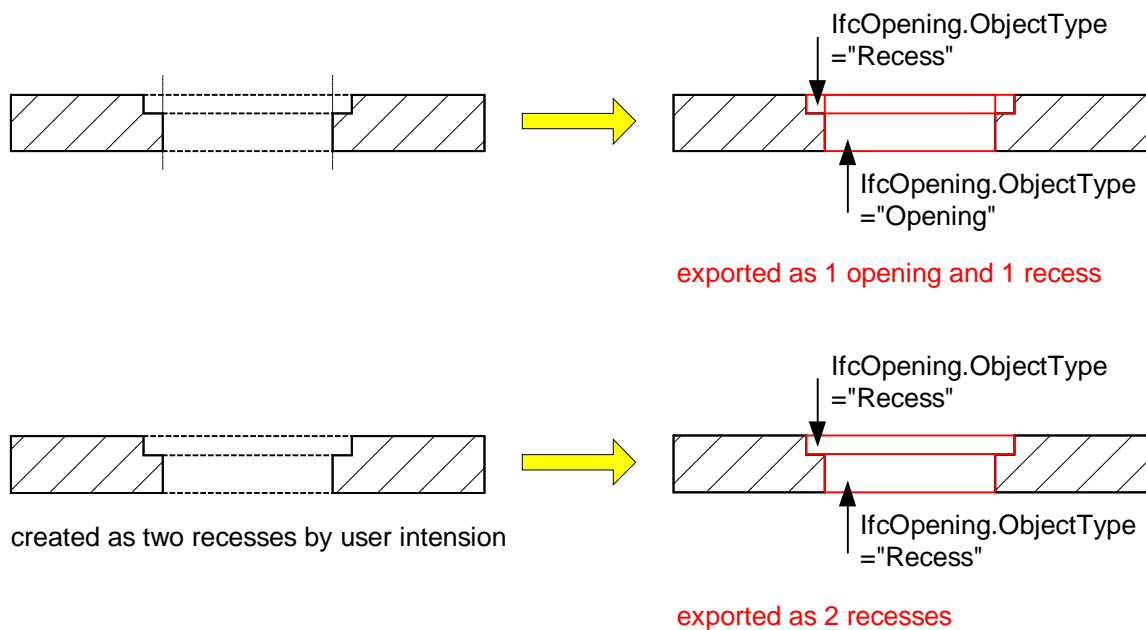 IfcOpening.ObjectType
="Recess"
IfcOpening.ObjectType
="Opening"
exported as 1 opening and 1 recess
IfcOpening.ObjectType
="Recess"
created as two recesses by user intension
IfcOpening.ObjectType
="Recess"
exported as 2 recesses